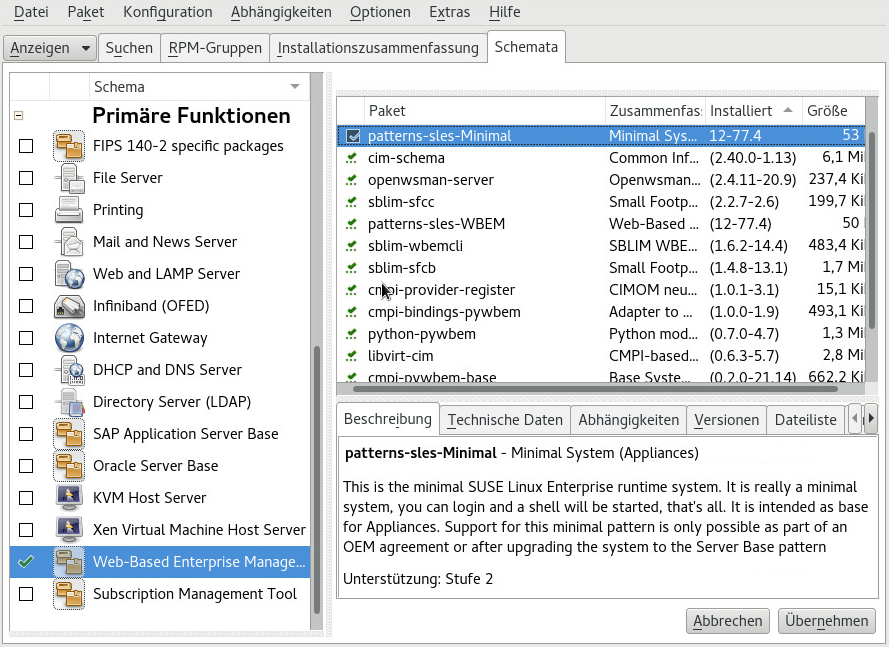 Datei Paket Konfiguration Abhängigkeiten Optionen Extras Hilfe
Anzeigen Suchen RPM-Gruppen Installationszusammenfassung Schemata
Schema
Primäre Funktionen
FIPS 140-2 specific packages
File Server
Printing
Mail and News Server
Web and LAMP Server
Infiniband (OFED)
Internet Gateway
DHCP and DNS Server
Directory Server (LDAP)
SAP Application Server Base
Oracle Server Base
KVM Host Server
Xen Virtual Machine Host Server
Web-Based Enterprise Manage...
Subscription Management Tool
Paket Zusammenfas: Installiert Größe
patterns-sles-Minimal Minimal Sys... 12-77.4 53
cim-schema Common Inf... (2.40.0-1.13) 6,1 Mi
openwsman-server Openwsman... (2.4.11-20.9) 237,4 Ki
sblim-sfcc Small Footp... (2.2.7-2.6) 199,7 Ki
patterns-sles-WBEM Web-Based ... (12-77.4) 50
sblim-wbemcli SBLIM WBE... (1.6.2-14.4) 483,4 Ki
sblim-sfcb Small Footp... (1.4.8-13.1) 1,7 Mi
cmpi-provider-register CIMOM neu... (1.0.1-3.1) 15,1 Ki
cmpi-bindings-pywbem Adapter to ... (1.0.0-1.9) 493,1 Ki
python-pywbem Python mod... (0.7.0-4.7) 1,3 Mi
libvirt-cim CMPI-based... (0.6.3-5.7) 2,8 Mi
cmpi-pywbem-base Base Syste... (0.2.0-21.14) 662,2 Ki
Beschreibung Technische Daten Abhängigkeiten Versionen Dateiliste
patterns-sles-Minimal - Minimal System (Appliances)
This is the minimal SUSE Linux Enterprise runtime system. It is really a minimal
system, you can login and a shell will be started, that's all. It is intended as base
for Appliances. Support for this minimal pattern is only possible as part of an
OEM agreement or after upgrading the system to the Server Base pattern
Unterstützung: Stufe 2
Abbrechen Übernehmen